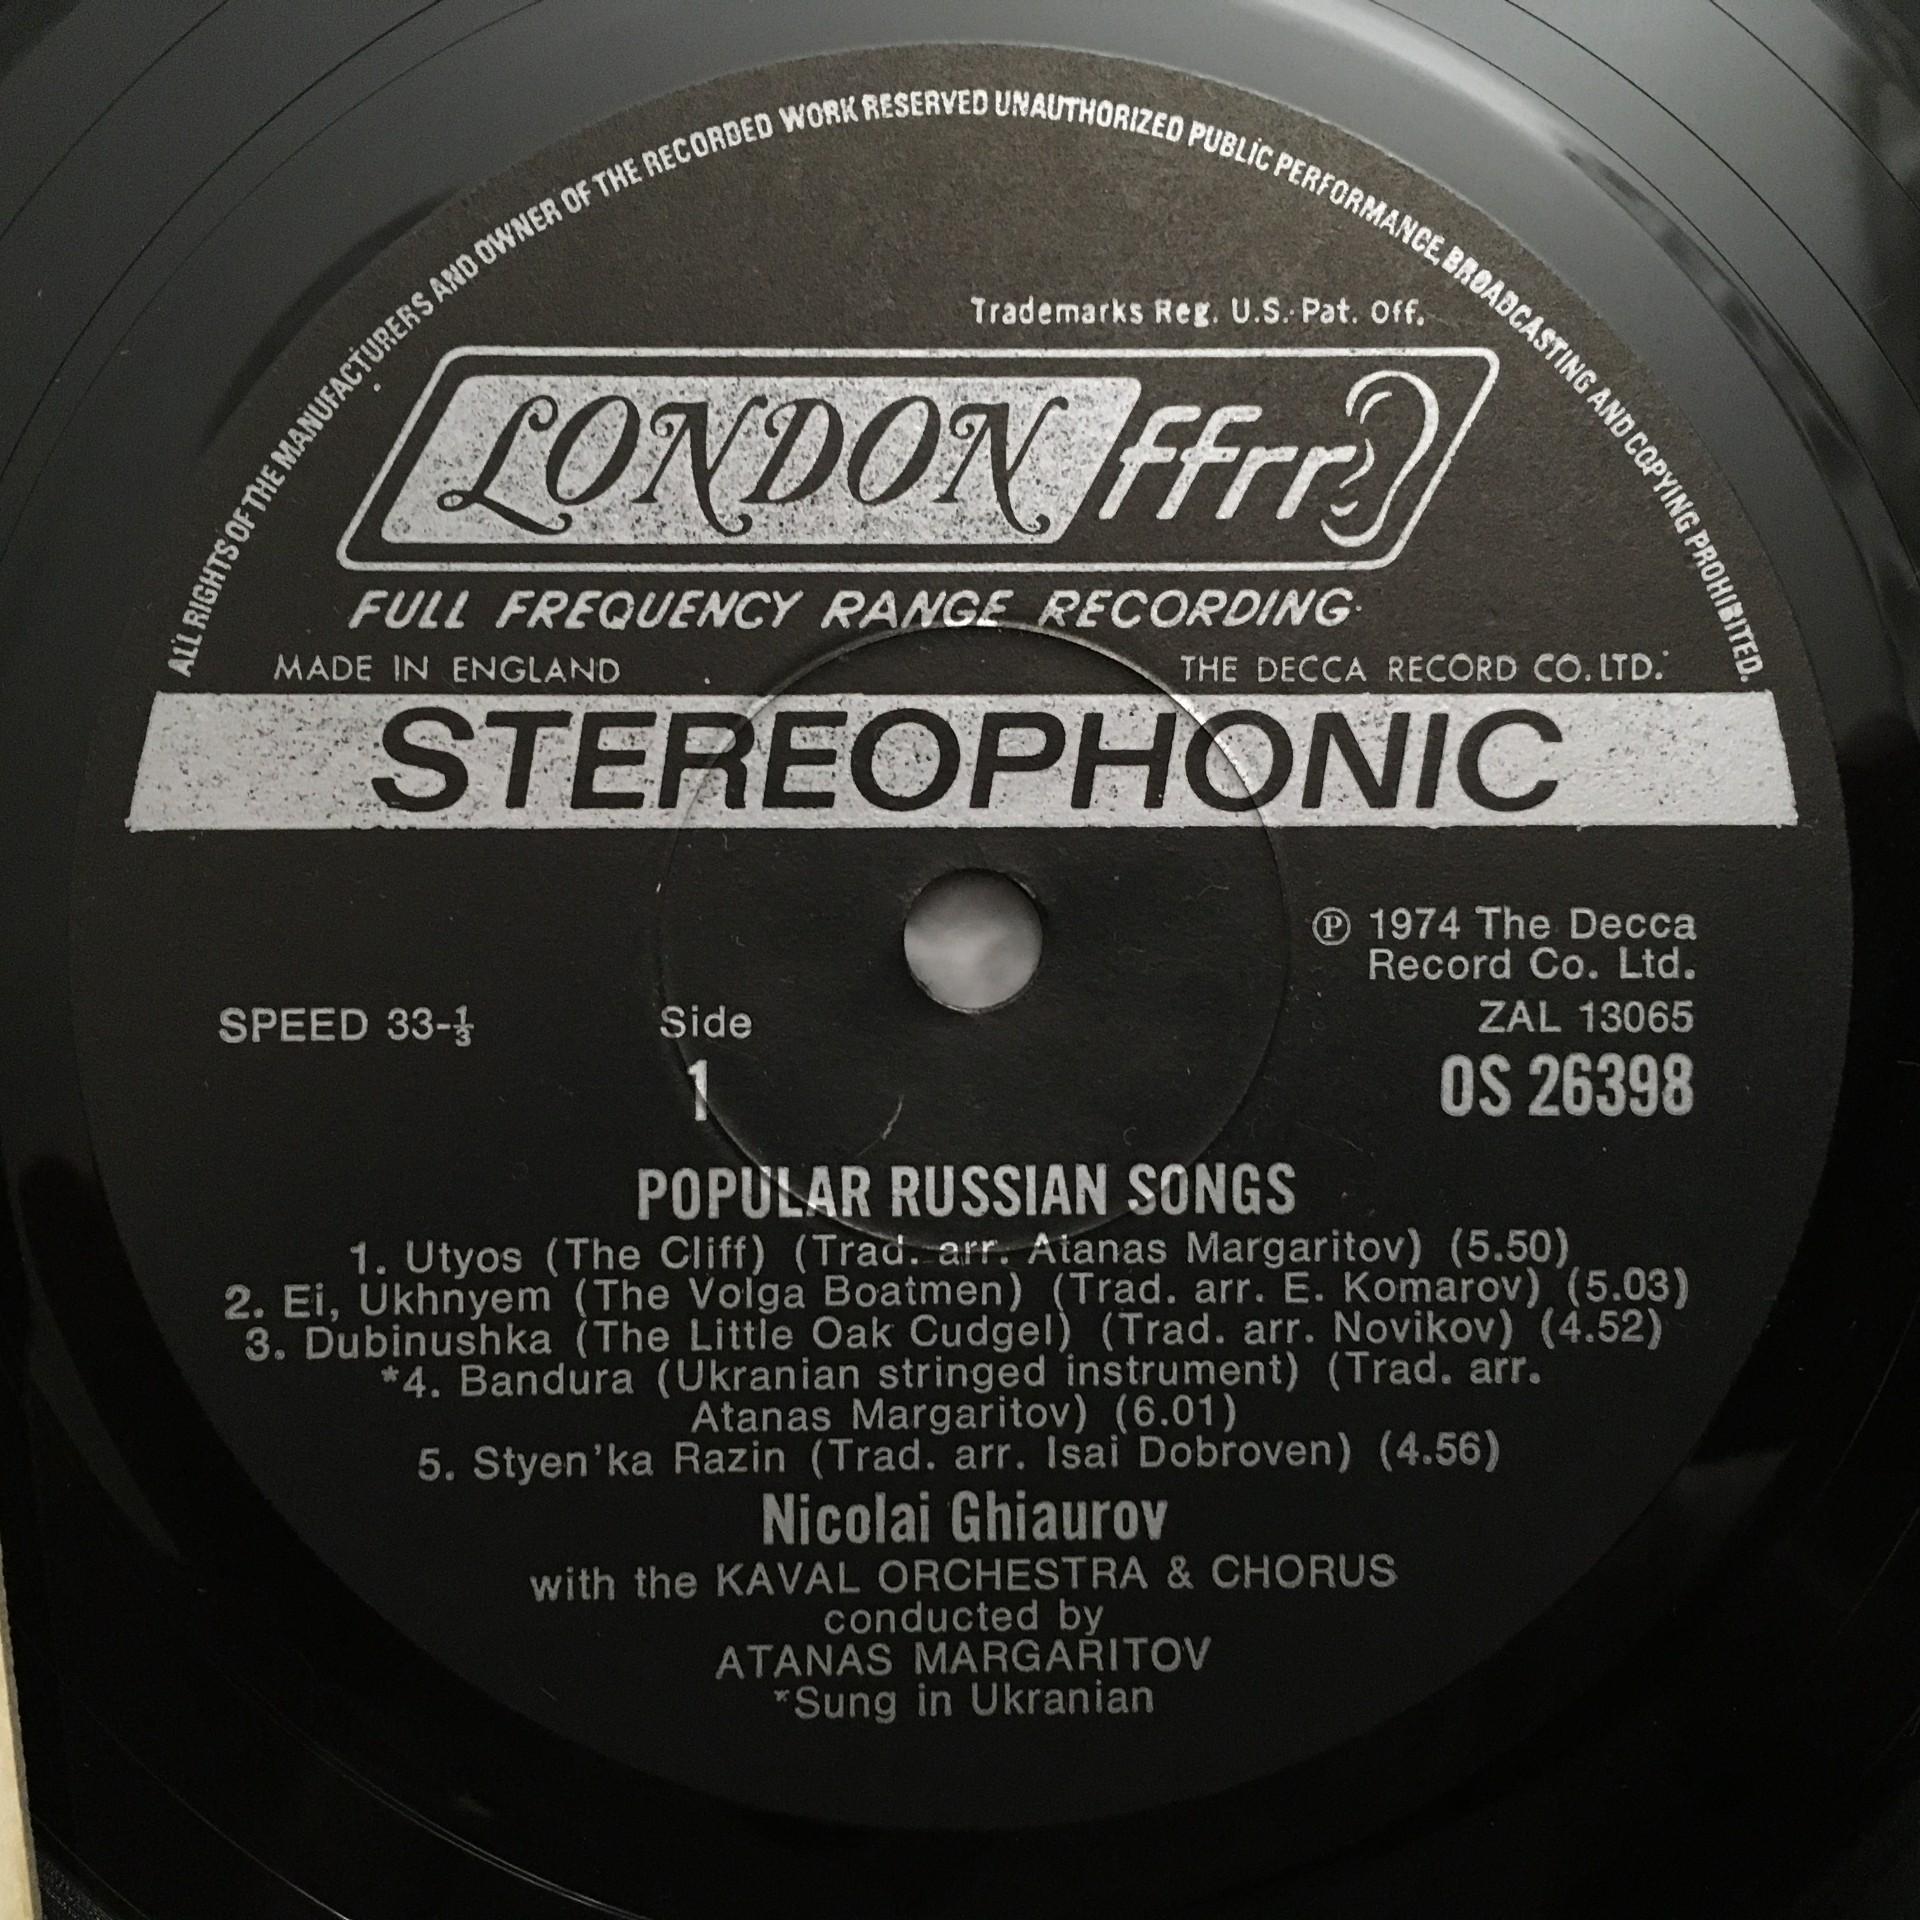 ALL RIGHTS OF THE MANUFACTURERS AND OWNER OF THE RECORDED WORK RESERVED UNAUTHORIZED PUBLIC PERFORMANCE, BROADCASTING AND COPYING PROHIBITED.
Trademarks Reg. U.S. Pat. Off.
LONDON ffrr
FULL FREQUENCY RANGE RECORDING
MADE IN ENGLAND THE DECCA RECORD CO. LTD.
STEREOPHONIC
℗ 1974 The Decca
Record Co. Ltd.
SPEED 33-⅓ Side ZAL 13065
1 OS 26398
POPULAR RUSSIAN SONGS
1. Utyos (The Cliff) (Trad. arr. Atanas Margaritov) (5.50)
2. Ei, Ukhnyem (The Volga Boatmen) (Trad. arr. E. Komarov) (5.03)
3. Dubinushka (The Little Oak Cudgel) (Trad. arr. Novikov) (4.52)
*4. Bandura (Ukranian stringed instrument) (Trad. arr.
Atanas Margaritov) (6.01)
5. Styen'ka Razin (Trad. arr. Isai Dobroven) (4.56)
Nicolai Ghiaurov
with the KAVAL ORCHESTRA & CHORUS
conducted by
ATANAS MARGARITOV
*Sung in Ukranian